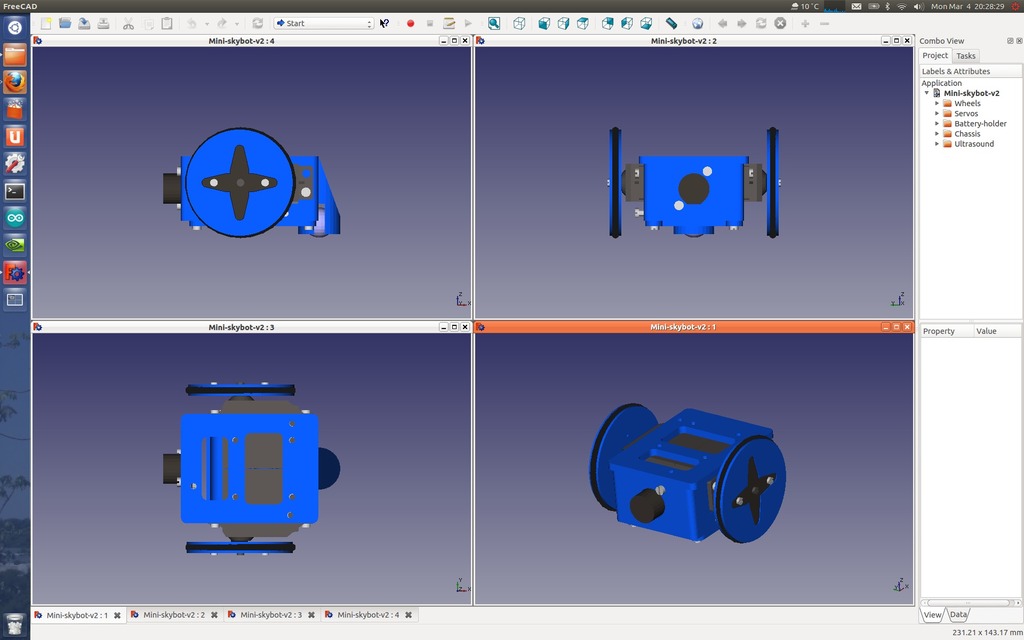 FreeCAD
10 °C
Mon Mar 4 20:28:29
Start
Mini-skybot-v2 : 4
Mini-skybot-v2 : 2
Mini-skybot-v2 : 3
Mini-skybot-v2 : 1
Combo View
Project
Tasks
Labels & Attributes
Application
Mini-skybot-v2
Wheels
Servos
Battery-holder
Chassis
Ultrasound
Property
Value
View
Data
Mini-skybot-v2 : 1
Mini-skybot-v2 : 2
Mini-skybot-v2 : 3
Mini-skybot-v2 : 4
231.21 x 143.17 mm